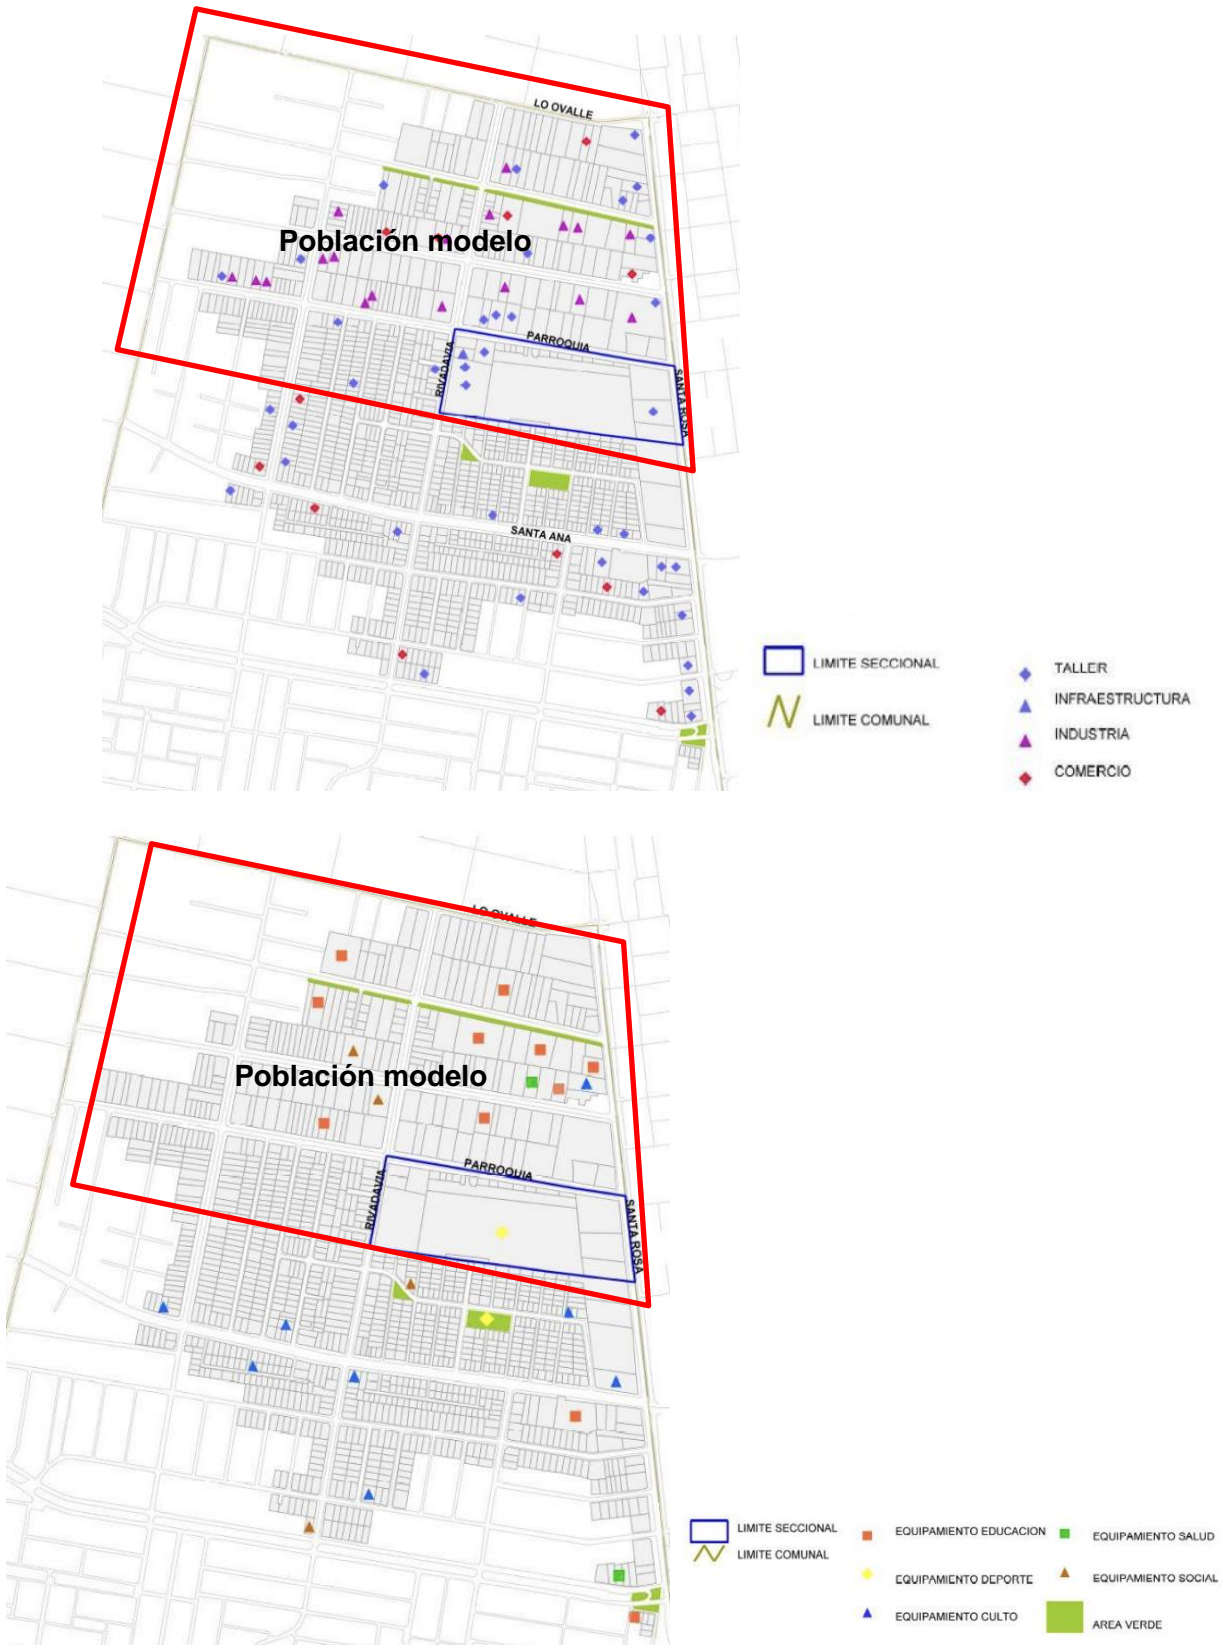 LO OVALLE
Población modelo
PARROQUIA
RIVADAVIA
SANTA ROSA
SANTA ANA
LIMITE SECCIONAL
LIMITE COMUNAL
TALLER
INFRAESTRUCTURA
INDUSTRIA
COMERCIO
LO OVALLE
Población modelo
PARROQUIA
RIVADAVIA
SANTA ROSA
LIMITE SECCIONAL
LIMITE COMUNAL
EQUIPAMIENTO EDUCACION
EQUIPAMIENTO SALUD
EQUIPAMIENTO DEPORTE
EQUIPAMIENTO SOCIAL
EQUIPAMIENTO CULTO
AREA VERDE